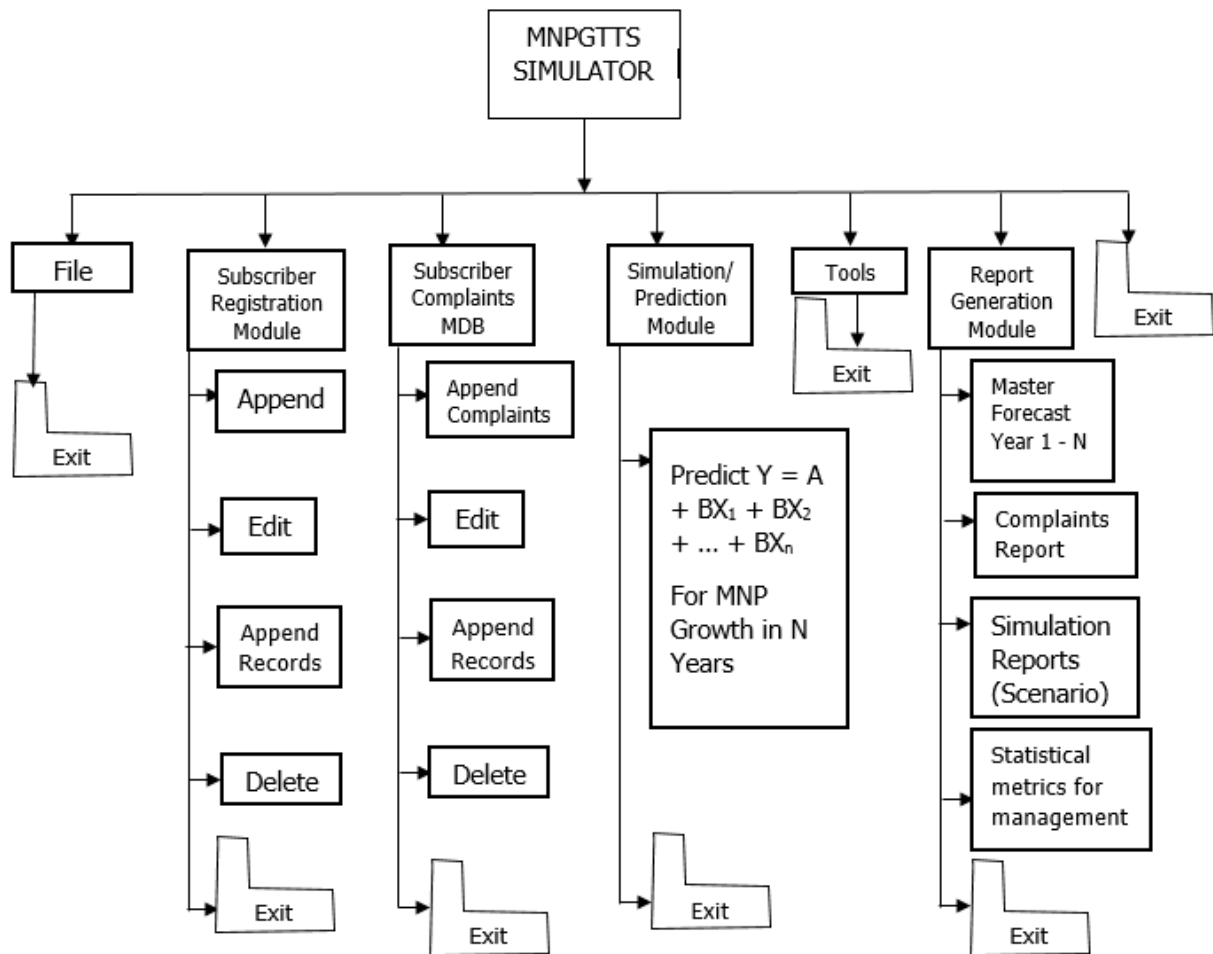 MNPGTTS
SIMULATOR
File
Exit
Subscriber
Registration
Module
Append
Edit
Append
Records
Delete
Exit
Subscriber
Complaints
MDB
Append
Complaints
Edit
Append
Records
Delete
Exit
Simulation/
Prediction
Module
Predict Y = A
+ BX₁ + BX₂
+ ... + BXₙ
For MNP
Growth in N
Years
Exit
Tools
Exit
Report
Generation
Module
Master
Forecast
Year 1 - N
Complaints
Report
Simulation
Reports
(Scenario)
Statistical
metrics for
management
Exit
Exit